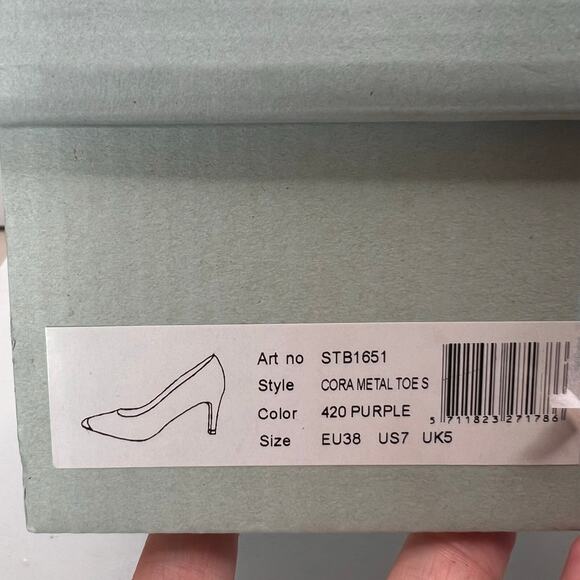 Art no STB1651
Style CORA METAL TOE S
Color 420 PURPLE
Size EU38 US7 UK5
5 711823 271786